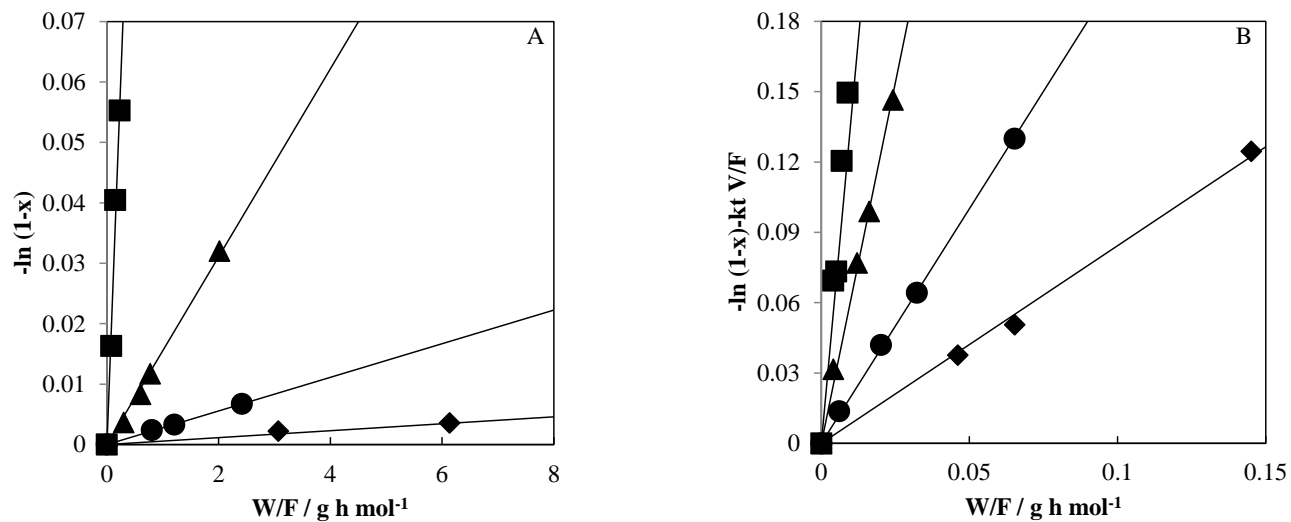 A
-ln (1-x)
0.07
0.06
0.05
0.04
0.03
0.02
0.01
0
0 2 4 6 8
W/F / g h mol-1
B
-ln (1-x)-kt V/F
0.18
0.15
0.12
0.09
0.06
0.03
0
0 0.05 0.1 0.15
W/F / g h mol-1